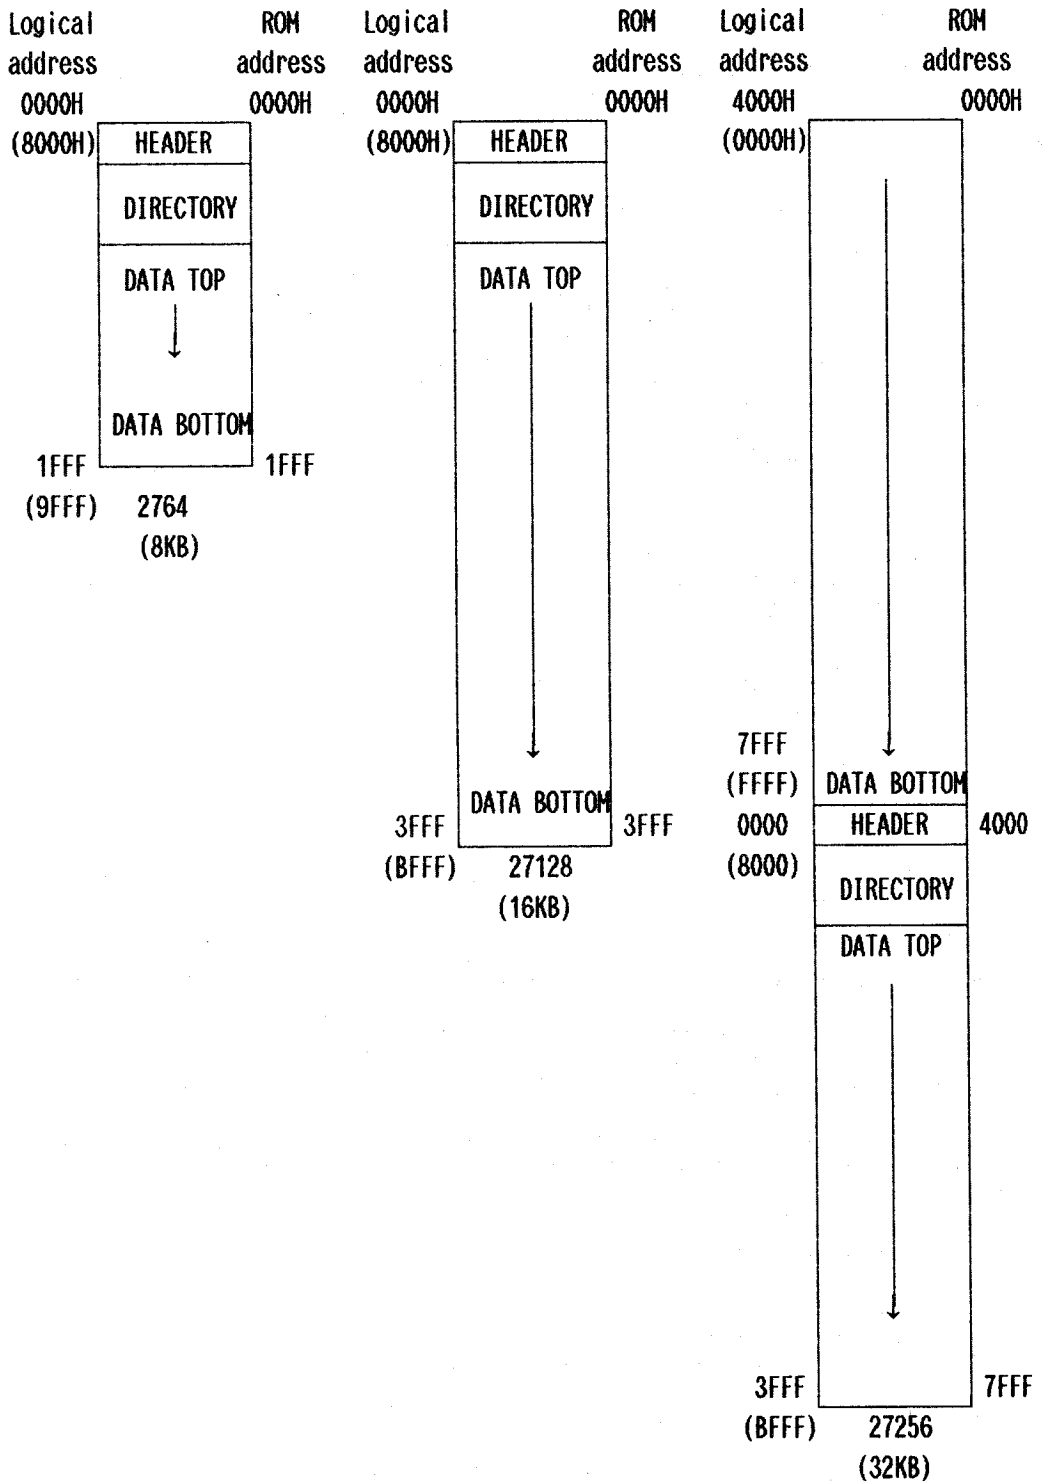 Logical ROM
address address
0000H 0000H
(8000H) HEADER
DIRECTORY
DATA TOP
DATA BOTTOM
1FFF 1FFF
(9FFF) 2764
(8KB)
Logical ROM
address address
0000H 0000H
(8000H) HEADER
DIRECTORY
DATA TOP
DATA BOTTOM
3FFF 3FFF
(BFFF) 27128
(16KB)
Logical ROM
address address
4000H 0000H
(0000H)
7FFF
(FFFF) DATA BOTTOM
0000 HEADER 4000
(8000)
DIRECTORY
DATA TOP
3FFF 7FFF
(BFFF) 27256
(32KB)